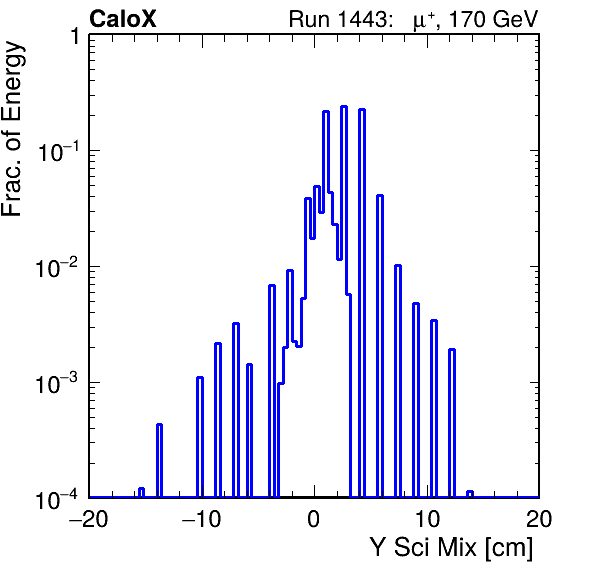 CaloX Run 1443: μ⁺, 170 GeV
Frac. of Energy
1
10⁻¹
10⁻²
10⁻³
10⁻⁴
−20 −10 0 10 20
Y Sci Mix [cm]